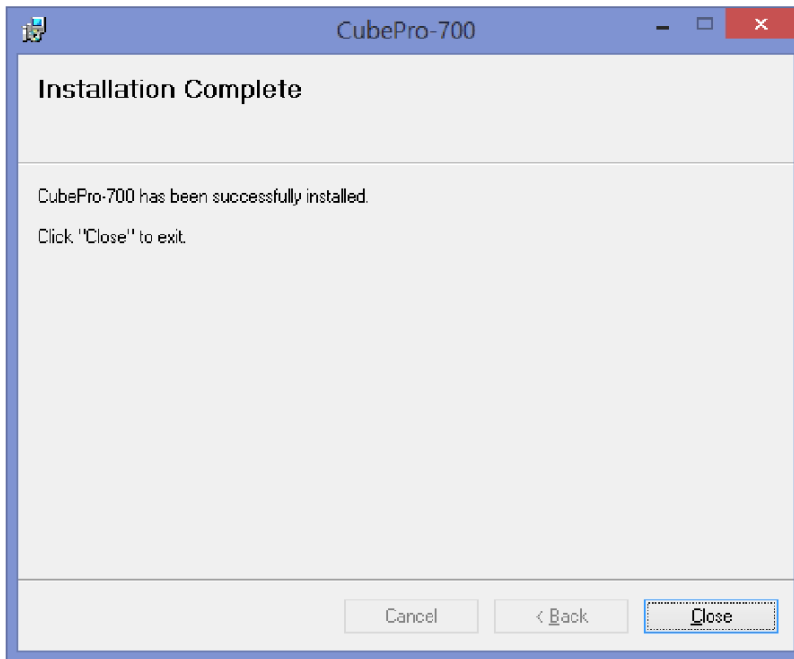 CubePro-700
Installation Complete
CubePro-700 has been successfully installed.
Click "Close" to exit.
Cancel
< Back
Close